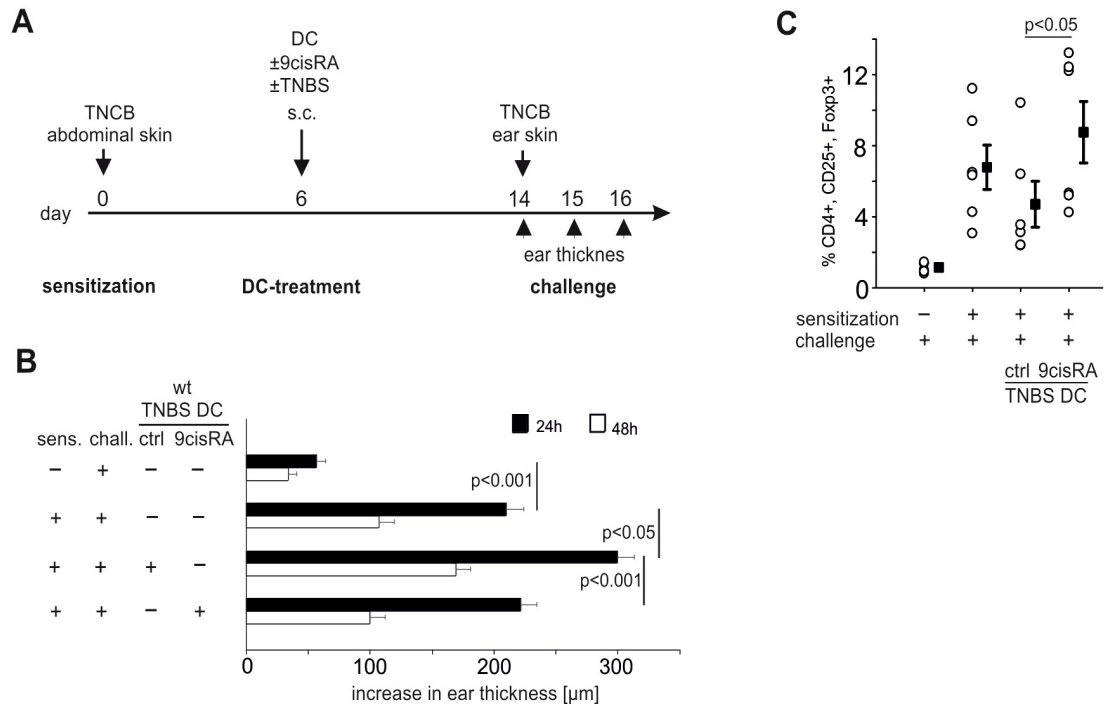 A
DC
±9cisRA
±TNBS
s.c.
TNCB
abdominal skin
TNCB
ear skin
0 6 14 15 16
day
ear thicknes
sensitization DC-treatment challenge
B
wt
TNBS DC
sens. chall. ctrl 9cisRA
24h 48h
− + − −
+ + − −
+ + + −
+ + − +
p<0.001
p<0.05
p<0.001
0 100 200 300
increase in ear thickness [µm]
C
p<0.05
% CD4+, CD25+, Foxp3+
12
8
4
0
sensitization − + + +
challenge + + + +
ctrl 9cisRA
TNBS DC